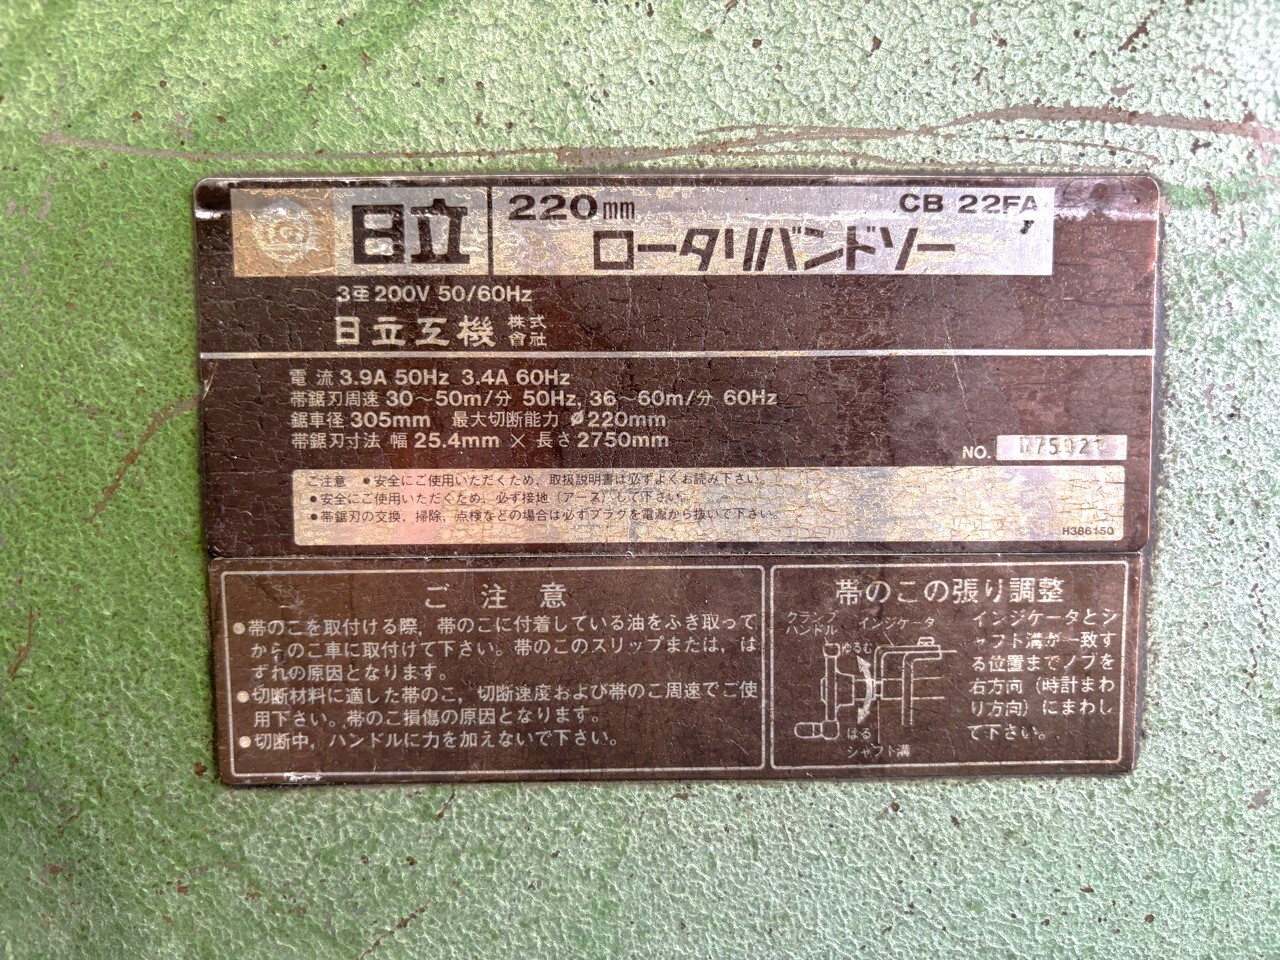 日立
220mm CB 22FA
ロータリバンドソー
3相200V 50/60Hz
日立工機 株式會社
電流 3.9A 50Hz 3.4A 60Hz
帯鋸刃周速 30～50m/分 50Hz, 36～60m/分 60Hz
鋸車径 305mm 最大切断能力 Φ220mm
帯鋸刃寸法 幅 25.4mm × 長さ 2750mm
NO.
ご注意 ●安全にご使用いただくため、取扱説明書は必ずよくお読み下さい。
●安全にご使用いただくため、必ず接地（アース）して下さい。
●帯鋸刃の交換、掃除、点検などの場合は必ずプラグを電源から抜いて下さい。
H386150
ご注意
●帯のこを取付ける際、帯のこに付着している油をふき取って
からのこ車に取付けて下さい。帯のこのスリップまたは、は
ずれの原因となります。
●切断材料に適した帯のこ、切断速度および帯のこ周速でご使
用下さい。帯のこ損傷の原因となります。
●切断中、ハンドルに力を加えないで下さい。
帯のこの張り調整
クランプ
ハンドル
インジケータ
ゆるむ
はる
シャフト溝
インジケータとシ
ャフト溝が一致す
る位置までノブを
右方向（時計まわ
り方向）にまわし
て下さい。